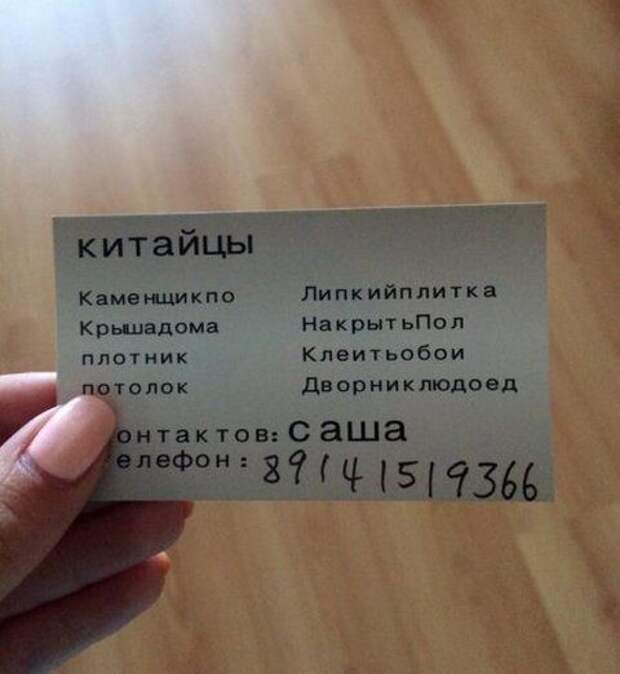 китайцы
Каменщикпо
Крышадома
плотник
потолок
Липкийплитка
НакрытьПол
Клеитьобои
Дворниклюдоед
онтактов: саша
елефон: 89141519366